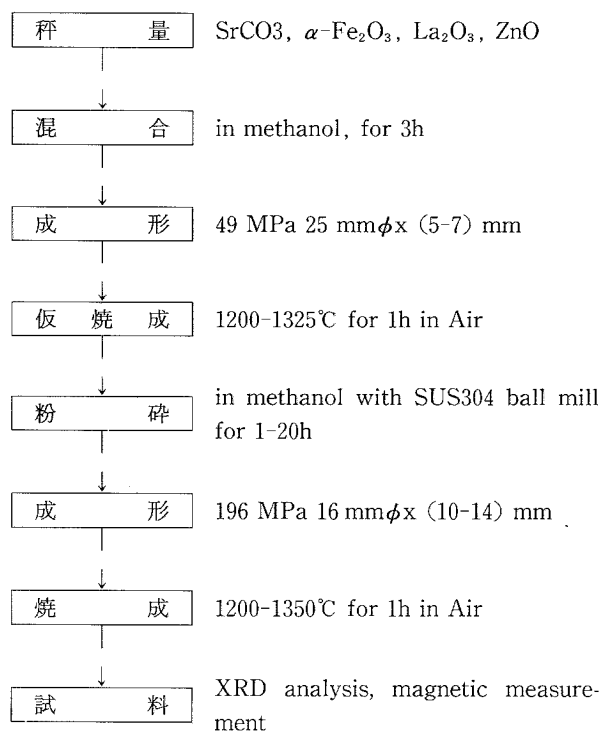 秤量 SrCO3, α-Fe₂O₃, La₂O₃, ZnO
混合 in methanol, for 3h
成形 49 MPa 25 mmϕx (5-7) mm
仮焼成 1200-1325℃ for 1h in Air
粉砕 in methanol with SUS304 ball mill
for 1-20h
成形 196 MPa 16 mmϕx (10-14) mm
焼成 1200-1350℃ for 1h in Air
試料 XRD analysis, magnetic measure-
ment